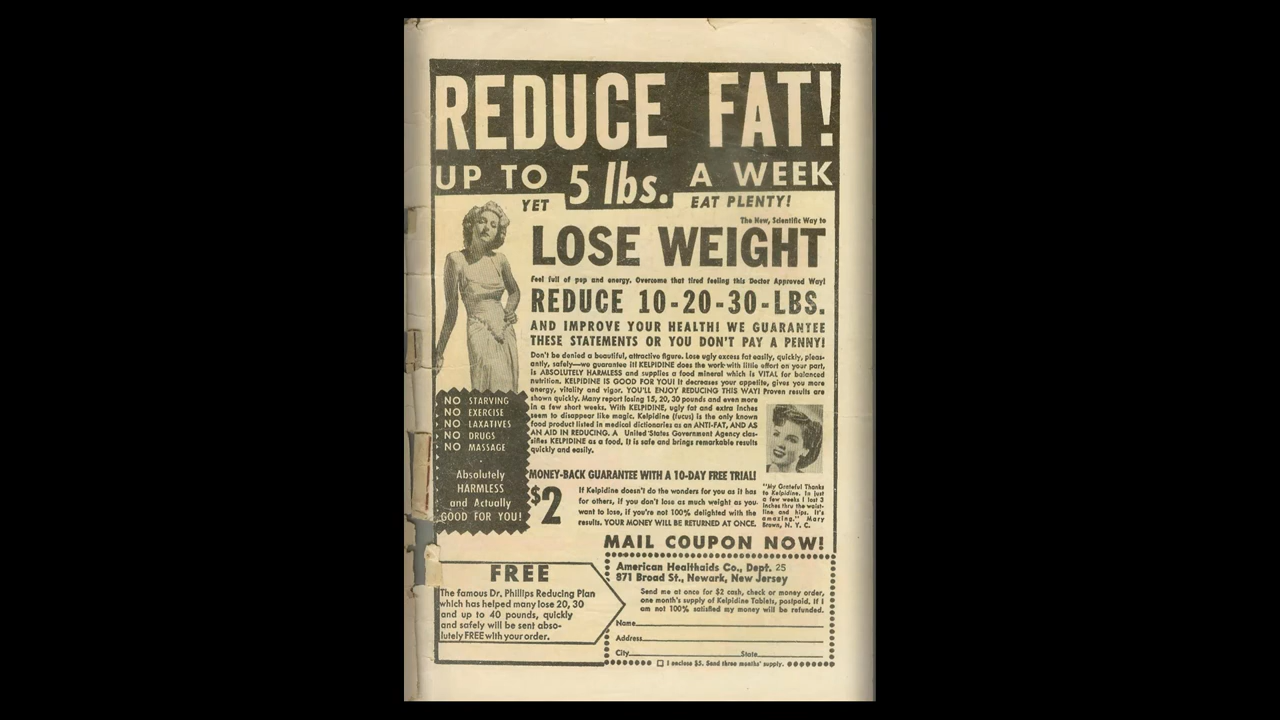 REDUCE FAT!
UP TO 5 lbs. A WEEK
YET EAT PLENTY!
The New, Scientific Way to
LOSE WEIGHT
Feel full of pep and energy. Overcome that tired feeling this Doctor Approved Way!
REDUCE 10-20-30-LBS.
AND IMPROVE YOUR HEALTH! WE GUARANTEE
THESE STATEMENTS OR YOU DON'T PAY A PENNY!
Don't be denied a beautiful, attractive figure. Lose ugly excess fat easily, quickly, pleas-
antly, safely—we guarantee it! KELPIDINE does the work-with little effort on your part,
is ABSOLUTELY HARMLESS and supplies a food mineral which is VITAL for balanced
nutrition. KELPIDINE IS GOOD FOR YOU! It decreases your appetite, gives you more
energy, vitality and vigor. YOU'LL ENJOY REDUCING THIS WAY! Proven results are
shown quickly. Many report losing 15, 20, 30 pounds and even more
in a few short weeks. With KELPIDINE, ugly fat and extra inches
seem to disappear like magic. Kelpidine (fucus) is the only known
food product listed in medical dictionaries as an ANTI-FAT, AND AS
AN AID IN REDUCING. A United States Government Agency clas-
sifies KELPIDINE as a food. It is safe and brings remarkable results
quickly and easily.
NO STARVING
NO EXERCISE
NO LAXATIVES
NO DRUGS
NO MASSAGE
Absolutely
HARMLESS
and Actually
GOOD FOR YOU!
MONEY-BACK GUARANTEE WITH A 10-DAY FREE TRIAL!
$2
If Kelpidine doesn't do the wonders for you as it has
for others, if you don't lose as much weight as you
want to lose, if you're not 100% delighted with the
results. YOUR MONEY WILL BE RETURNED AT ONCE.
"My Grateful Thanks
to Kelpidine. In just
a few weeks I lost 3
inches thru the waist-
line and hips. It's
amazing." Mary
Brown, N. Y. C.
MAIL COUPON NOW!
FREE
The famous Dr. Phillips Reducing Plan
which has helped many lose 20, 30
and up to 40 pounds, quickly
and safely will be sent abso-
lutely FREE with your order.
American Healthaids Co., Dept. 25
871 Broad St., Newark, New Jersey
Send me at once for $2 cash, check or money order,
one month's supply of Kelpidine Tablets, postpaid. If I
am not 100% satisfied my money will be refunded.
Name
Address
City State
I enclose $5. Send three months' supply.